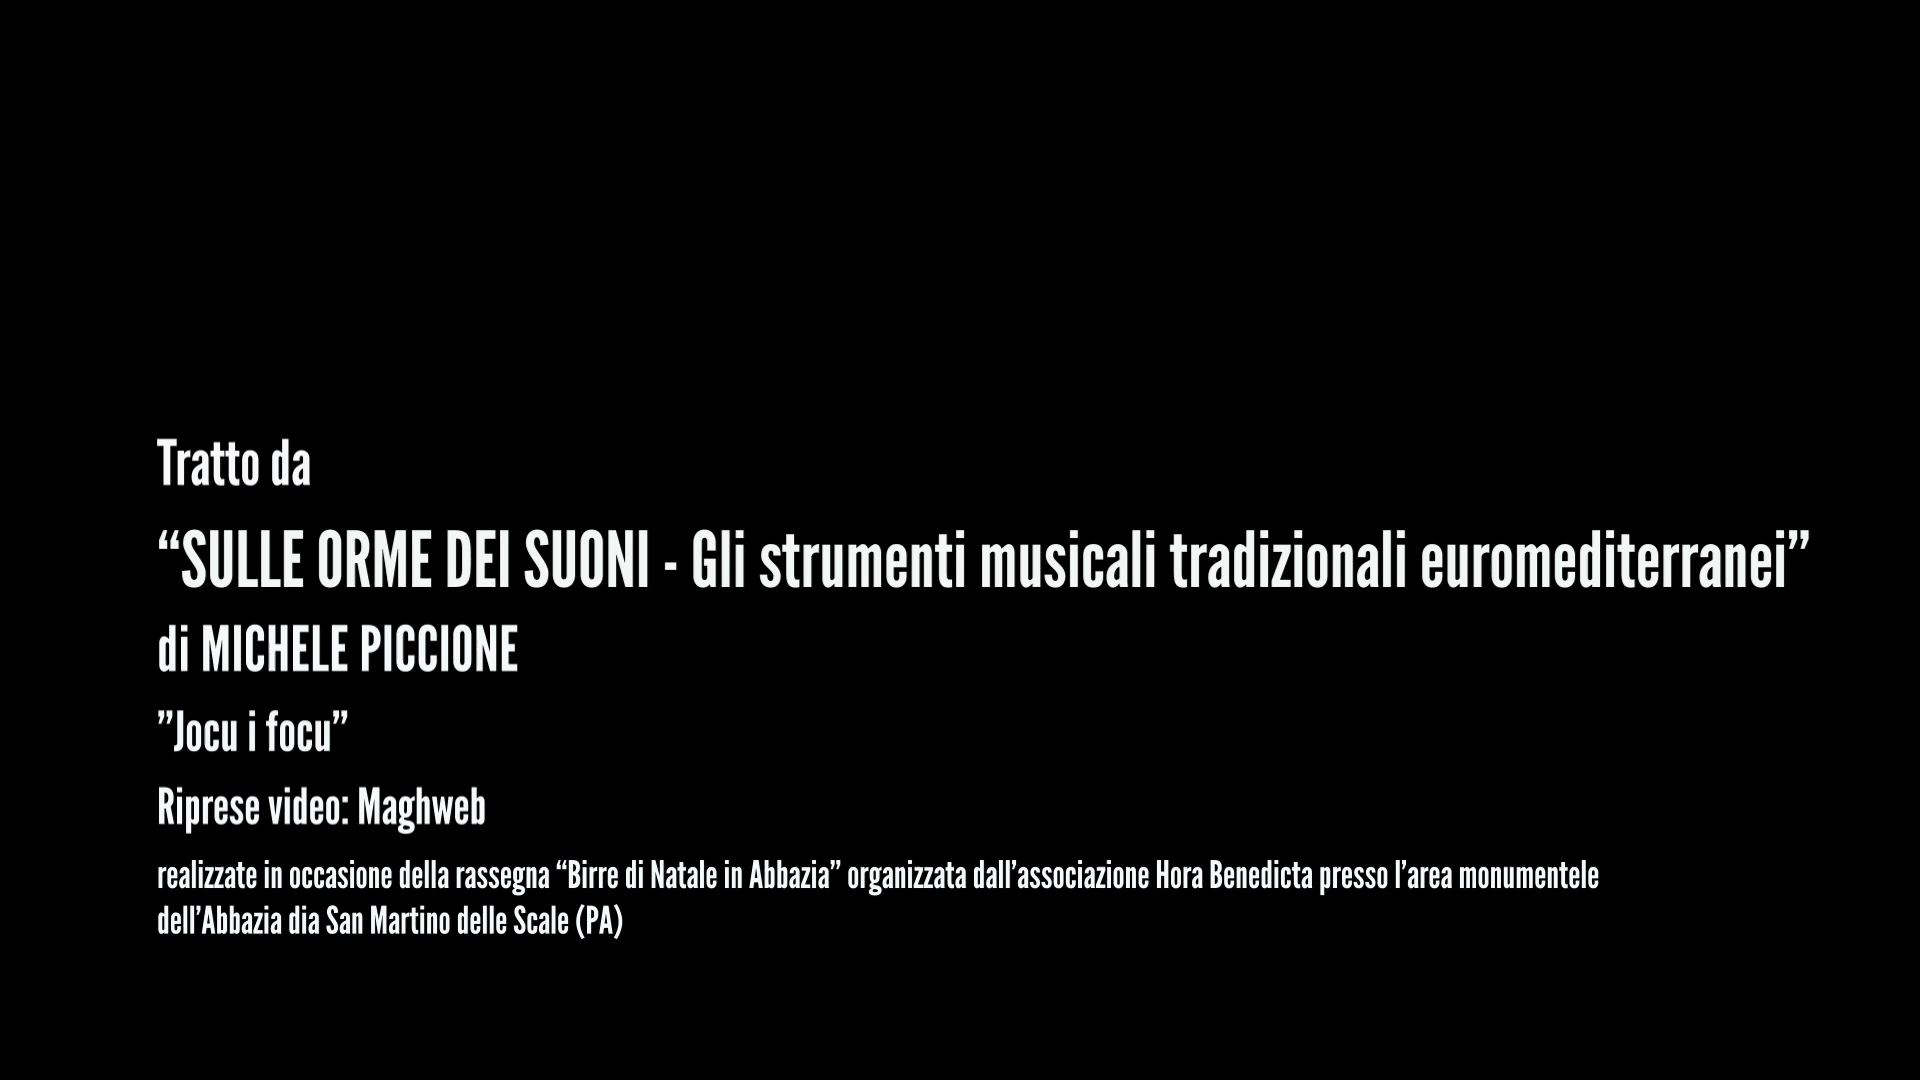 Tratto da
“SULLE ORME DEI SUONI - Gli strumenti musicali tradizionali euromediterranei”
di MICHELE PICCIONE
”Jocu i focu”
Riprese video: Maghweb
realizzate in occasione della rassegna “Birre di Natale in Abbazia” organizzata dall’associazione Hora Benedicta presso l’area monumentele
dell’Abbazia dia San Martino delle Scale (PA)